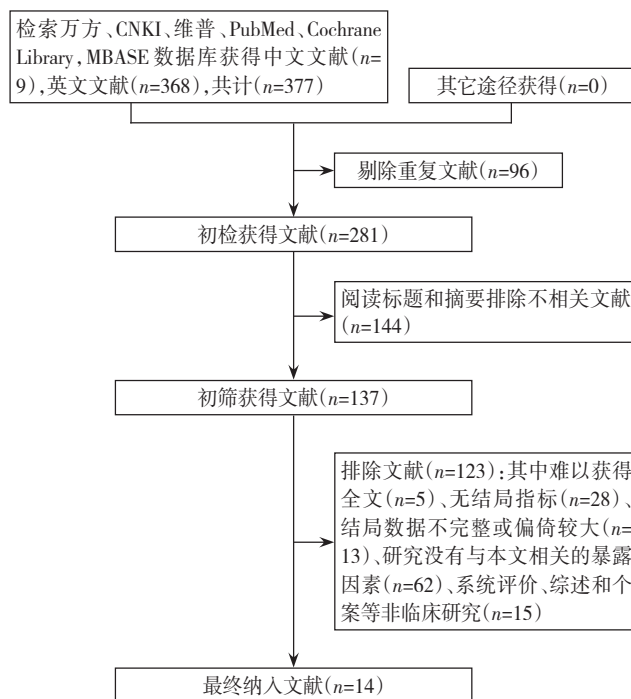 检索万方、CNKI、维普、PubMed、Cochrane
Library,MBASE数据库获得中文文献(n=
9),英文文献(n=368),共计(n=377)
其它途径获得(n=0)
剔除重复文献(n=96)
初检获得文献(n=281)
阅读标题和摘要排除不相关文献
(n=144)
初筛获得文献(n=137)
排除文献(n=123):其中难以获得
全文(n=5)、无结局指标(n=28)、
结局数据不完整或偏倚较大(n=
13)、研究没有与本文相关的暴露
因素(n=62)、系统评价、综述和个
案等非临床研究(n=15)
最终纳入文献(n=14)